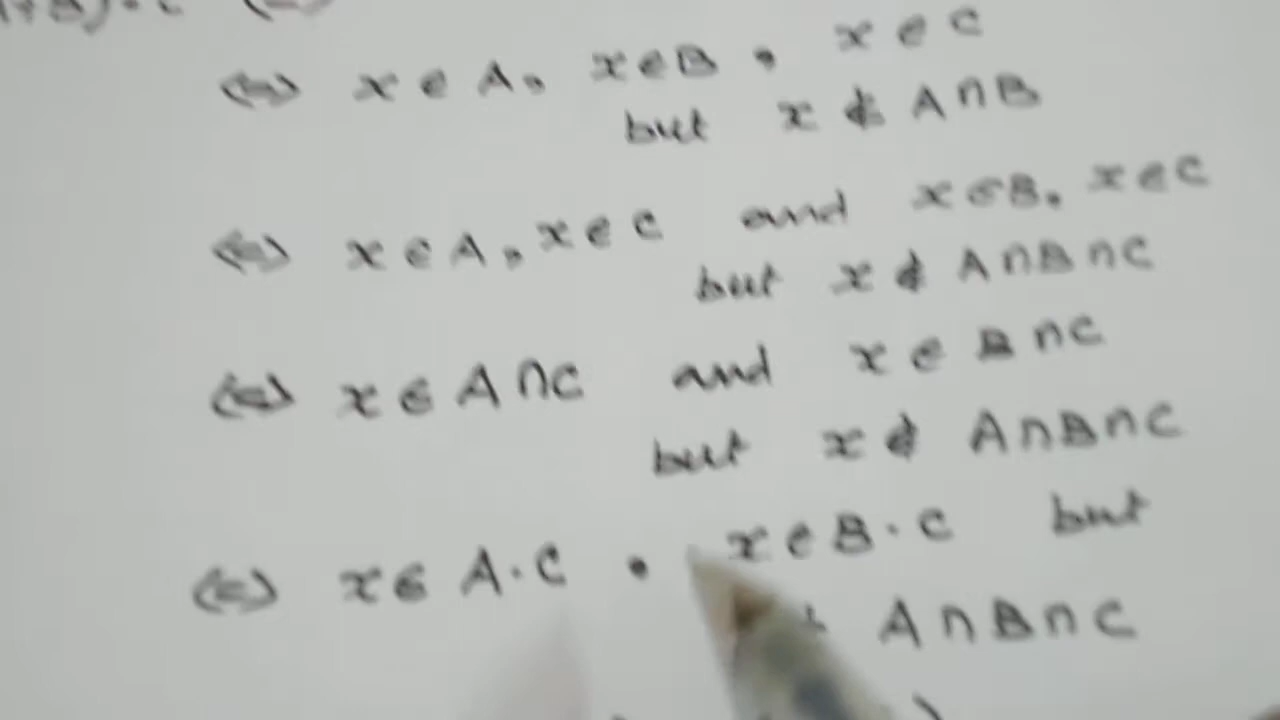 +B)·C
⇔ x ∈ A, x ∈ B, x ∈ C
but x ∉ A∩B
⇔ x ∈ A, x ∈ C and x ∈ B, x ∈ C
but x ∉ A∩B∩C
⇔ x ∈ A∩C and x ∈ B∩C
but x ∉ A∩B∩C
⇔ x ∈ A·C , x ∈ B·C but
A∩B∩C